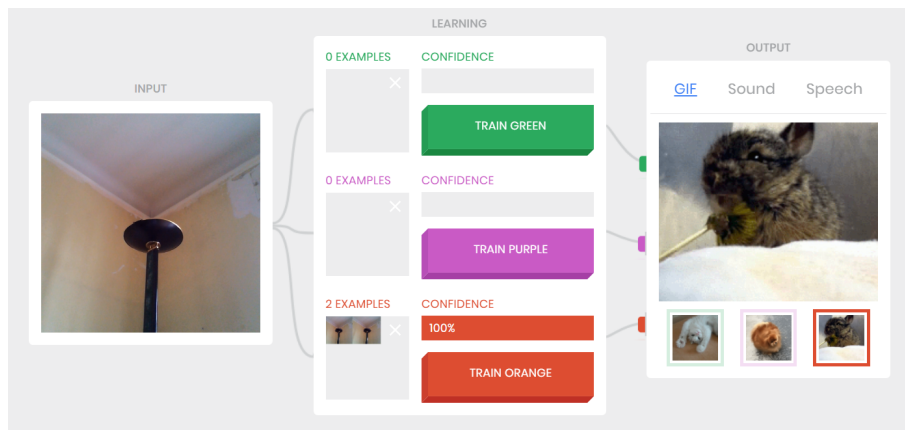 LEARNING
OUTPUT
INPUT
0 EXAMPLES
CONFIDENCE
TRAIN GREEN
0 EXAMPLES
CONFIDENCE
TRAIN PURPLE
2 EXAMPLES
CONFIDENCE
100%
TRAIN ORANGE
GIF Sound Speech